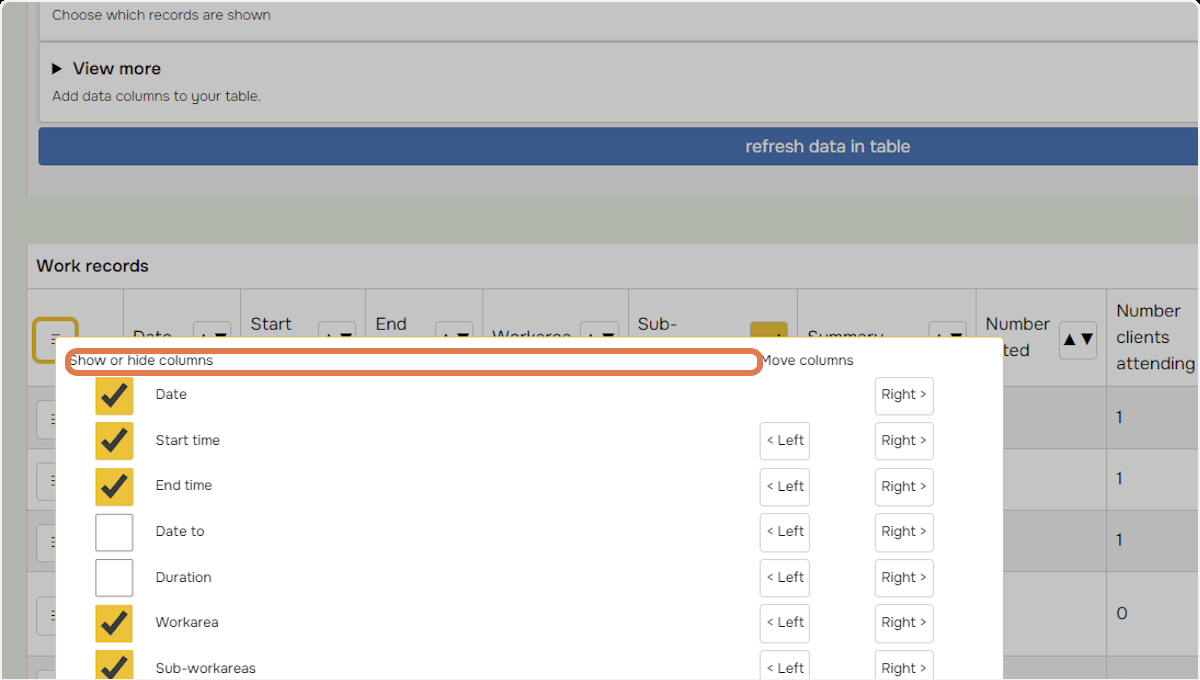 Choose which records are shown
▶ View more
Add data columns to your table.
refresh data in table
Work records
Date
Start
End
Workarea
Sub-
Summary
Number
Number
clients
attending
▲▼
Show or hide columns
Move columns
Date
Right >
1
Start time
< Left
Right >
End time
< Left
Right >
1
Date to
< Left
Right >
1
Duration
< Left
Right >
Workarea
< Left
Right >
0
Sub-workareas
< Left
Right >